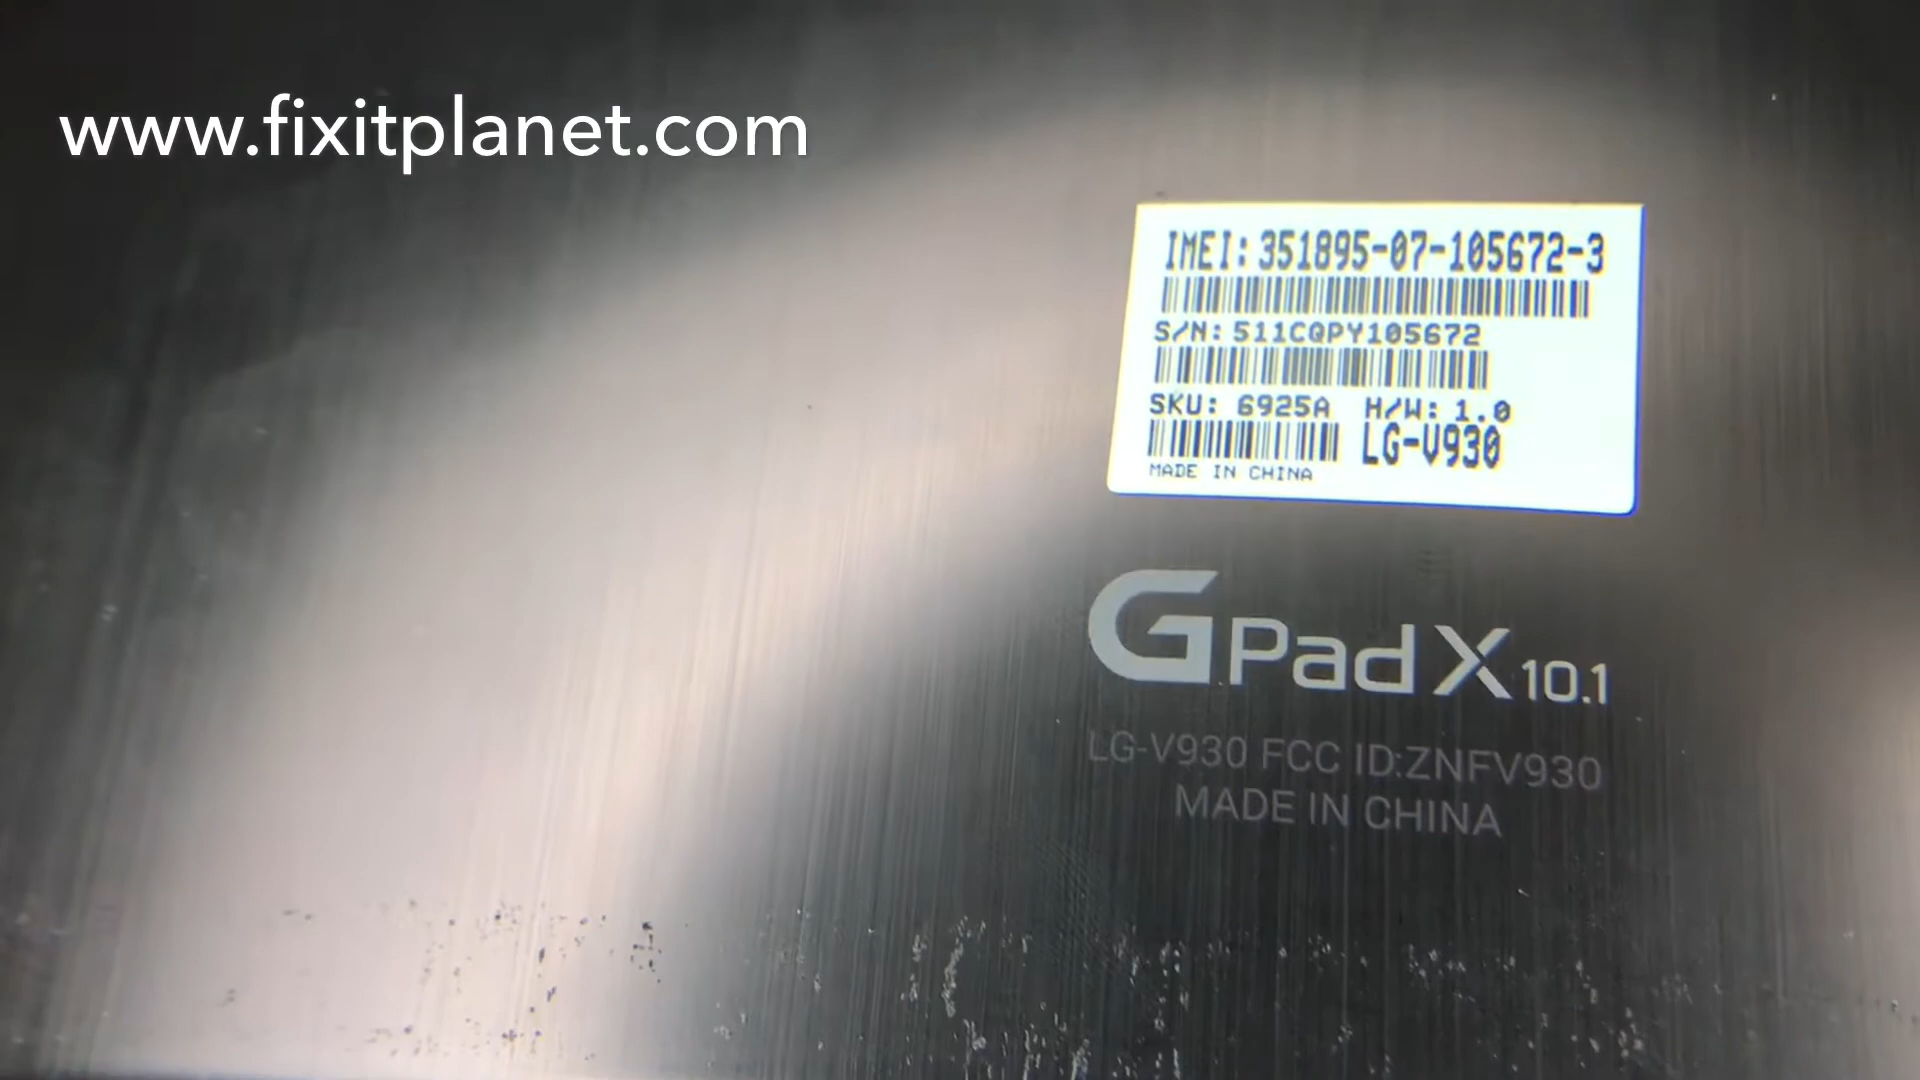 www.fixitplanet.com
IMEI: 351895-07-105672-3
S/N: 511CQPY105672
SKU: 6925A H/W: 1.0
LG-V930
MADE IN CHINA
G Pad X 10.1
LG-V930 FCC ID:ZNFV930
MADE IN CHINA